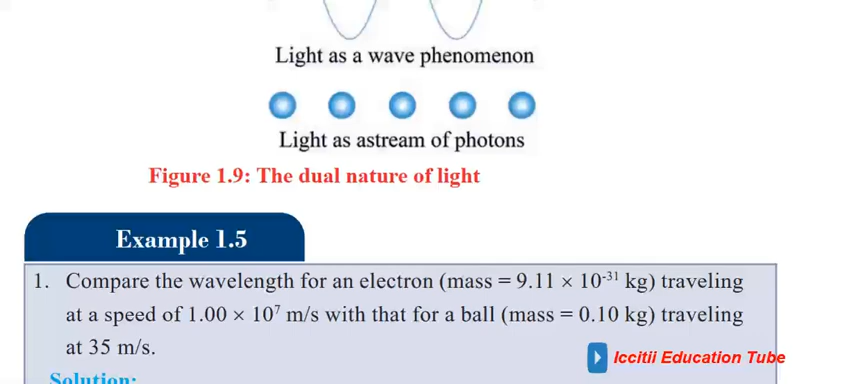 Light as a wave phenomenon
Light as astream of photons
Figure 1.9: The dual nature of light
Example 1.5
1. Compare the wavelength for an electron (mass = 9.11 × 10⁻³¹ kg) traveling
at a speed of 1.00 × 10⁷ m/s with that for a ball (mass = 0.10 kg) traveling
at 35 m/s.
Iccitii Education Tube
Solution: